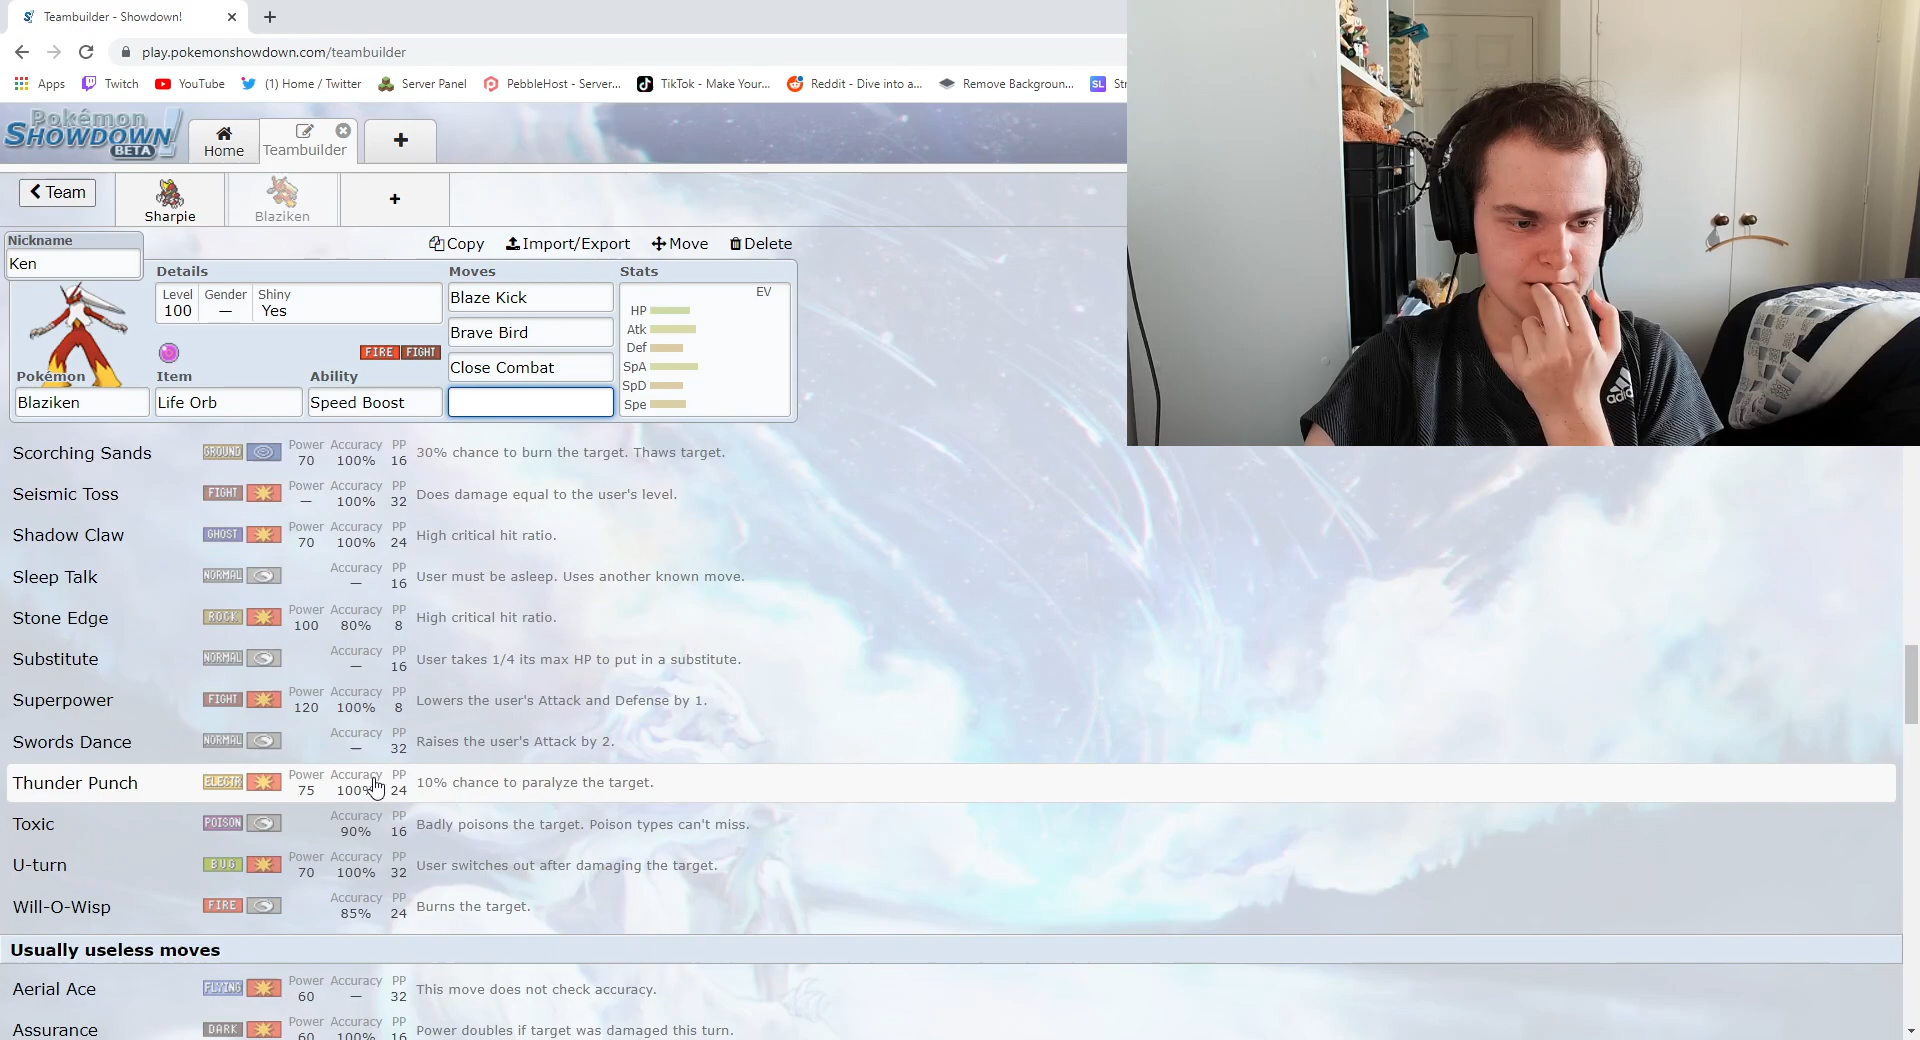 Teambuilder - Showdown!
play.pokemonshowdown.com/teambuilder
Apps Twitch YouTube (1) Home / Twitter Server Panel PebbleHost - Server... TikTok - Make Your... Reddit - Dive into a... Remove Backgroun... SL Str
Pokémon
SHOWDOWN!
BETA
Home
Teambuilder
Team
Sharpie
Blaziken
Nickname
Ken
Copy Import/Export Move Delete
Details Moves Stats
Level Gender Shiny
100 — Yes
Blaze Kick
EV
HP
Brave Bird
Atk
Def
FIRE FIGHT
Close Combat
SpA
Pokémon Item Ability
SpD
Blaziken Life Orb Speed Boost
Spe
Scorching Sands GROUND Power 70 Accuracy 100% PP 16 30% chance to burn the target. Thaws target.
Seismic Toss FIGHT Power — Accuracy 100% PP 32 Does damage equal to the user's level.
Shadow Claw GHOST Power 70 Accuracy 100% PP 24 High critical hit ratio.
Sleep Talk NORMAL Accuracy — PP 16 User must be asleep. Uses another known move.
Stone Edge ROCK Power 100 Accuracy 80% PP 8 High critical hit ratio.
Substitute NORMAL Accuracy — PP 16 User takes 1/4 its max HP to put in a substitute.
Superpower FIGHT Power 120 Accuracy 100% PP 8 Lowers the user's Attack and Defense by 1.
Swords Dance NORMAL Accuracy — PP 32 Raises the user's Attack by 2.
Thunder Punch ELECTR Power 75 Accuracy 100% PP 24 10% chance to paralyze the target.
Toxic POISON Accuracy 90% PP 16 Badly poisons the target. Poison types can't miss.
U-turn BUG Power 70 Accuracy 100% PP 32 User switches out after damaging the target.
Will-O-Wisp FIRE Accuracy 85% PP 24 Burns the target.
Usually useless moves
Aerial Ace FLYING Power 60 Accuracy — PP 32 This move does not check accuracy.
Assurance DARK Power 60 Accuracy 100% PP 16 Power doubles if target was damaged this turn.
adidas